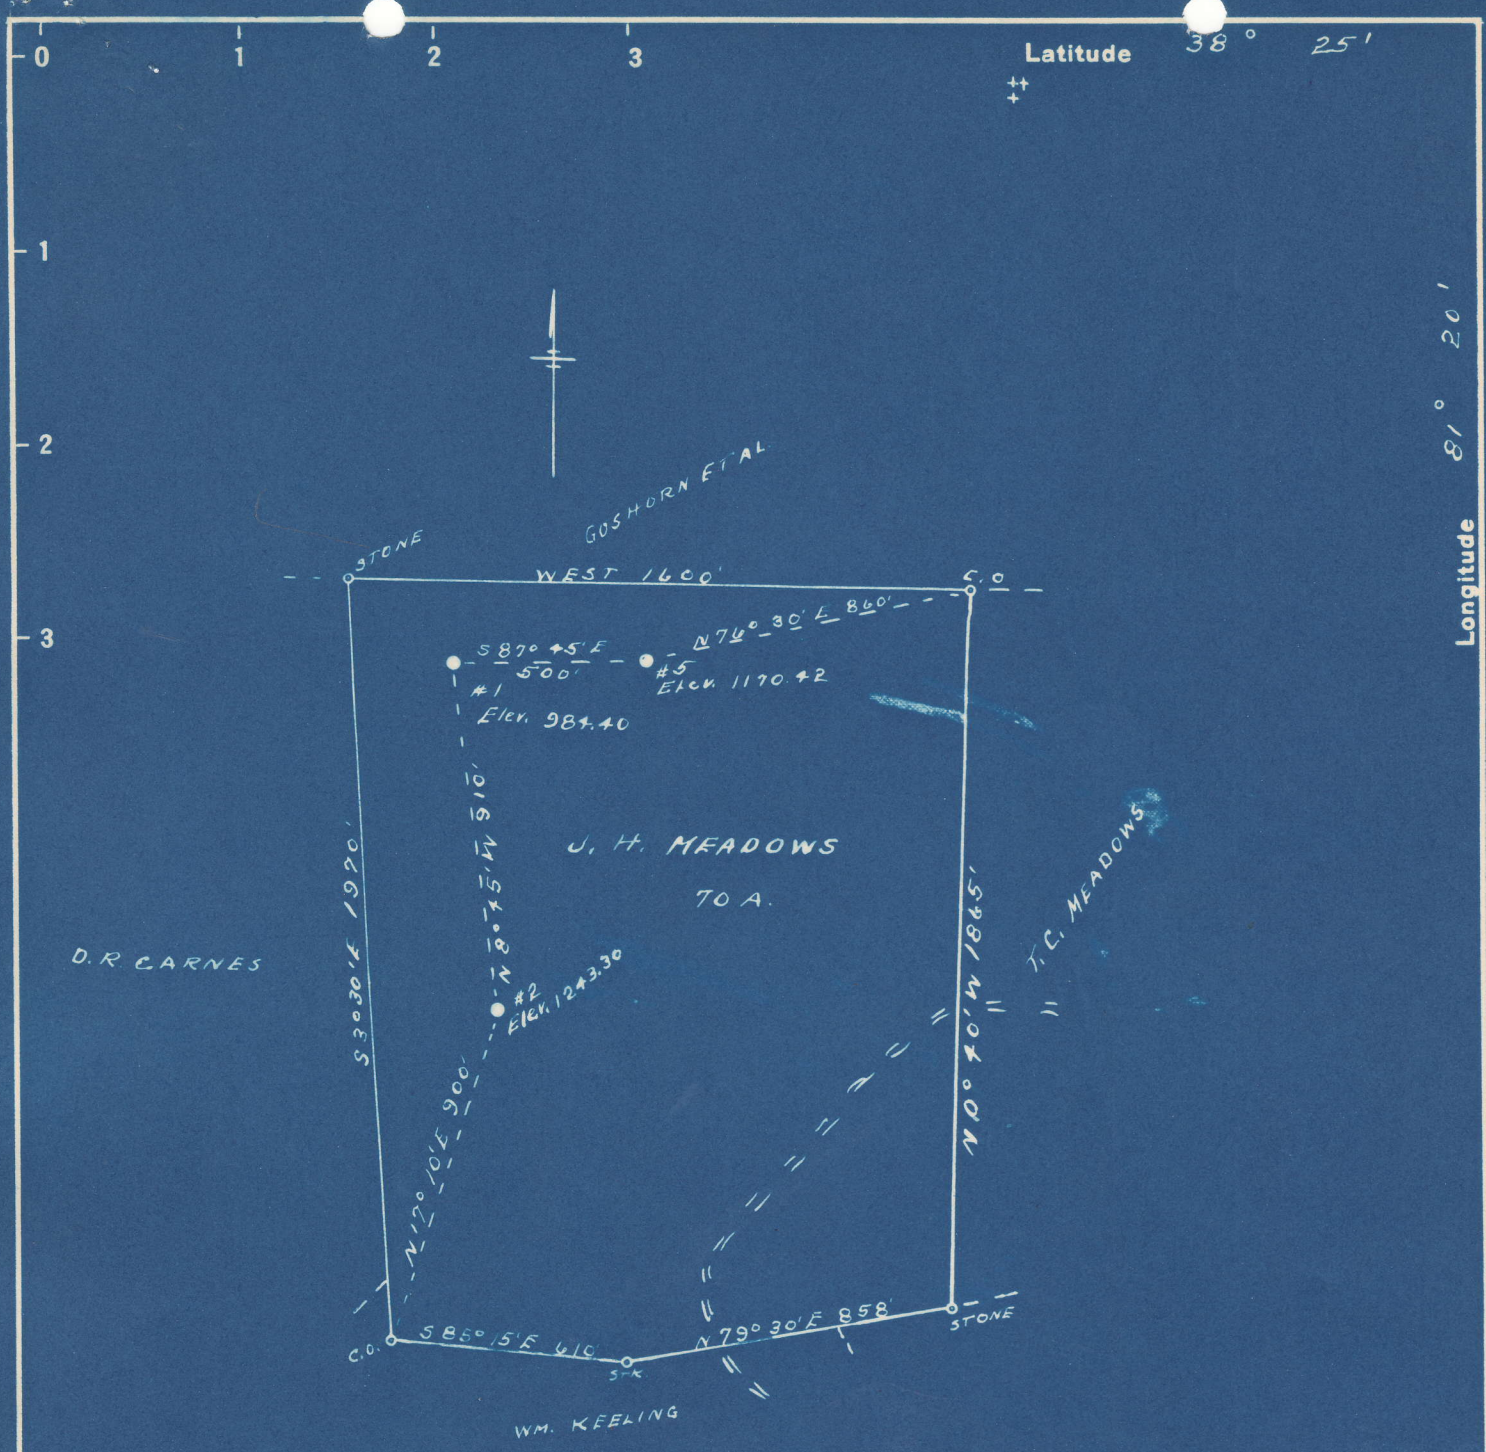 0 1 2 3
Latitude 38° 25'
1
2
3
Longitude 81° 20'
GOSHORN ET AL
STONE
WEST 1600'
C.O
N 76° 30' E 860'
S 87° 45' E
500'
#1
Elev. 984.40
#5
Elev. 1170.42
N 8° 45' W 910'
J. H. MEADOWS
70 A.
S 3° 30' E 1970'
N 0° 40' W 1865'
T.C. MEADOWS
D.R. CARNES
#2
Elev. 1243.30
N 17° 10' E 900'
C.O.
S 85° 15' E 610
STK
N 79° 30' E 858'
STONE
WM. KEELING